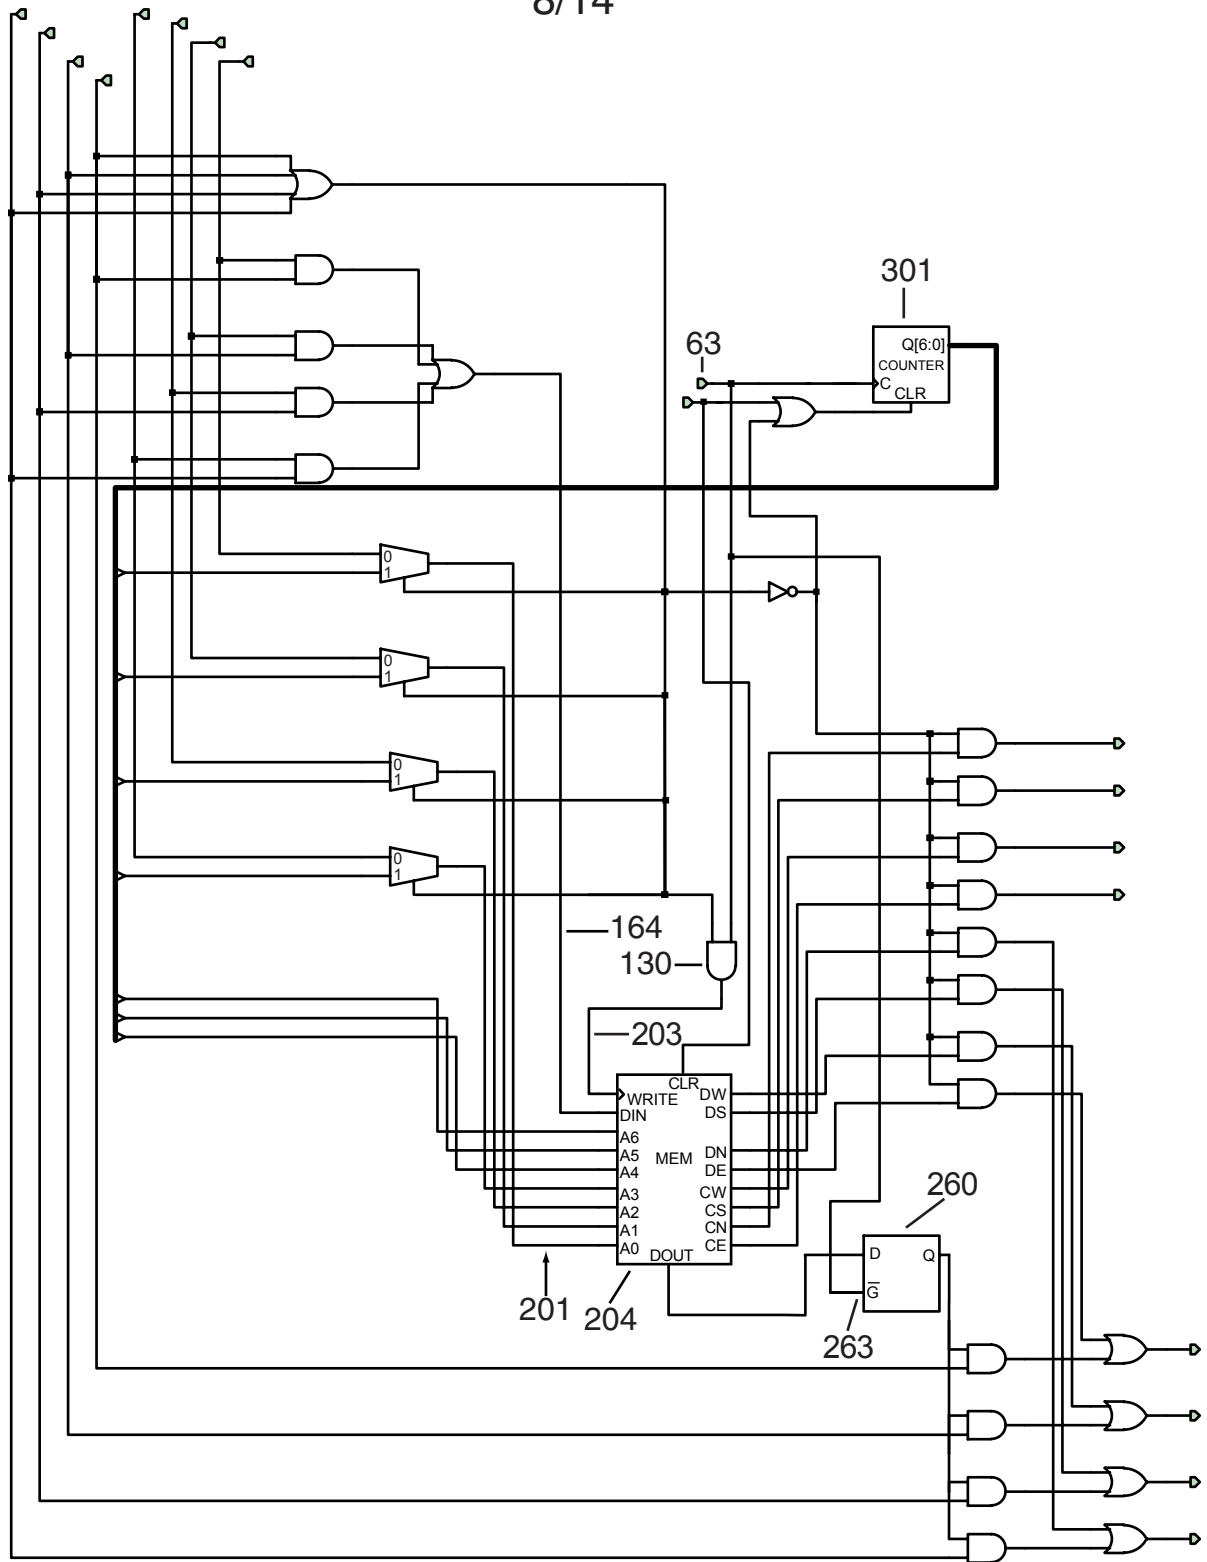 8/14
301
63
Q[6:0]
COUNTER
C
CLR
0
1
0
1
0
1
0
1
164
130
203
CLR
WRITE
DW
DIN
DS
A6
A5
DN
MEM
A4
DE
A3
CW
A2
CS
A1
CN
A0
CE
DOUT
260
D
Q
G
201
204
263